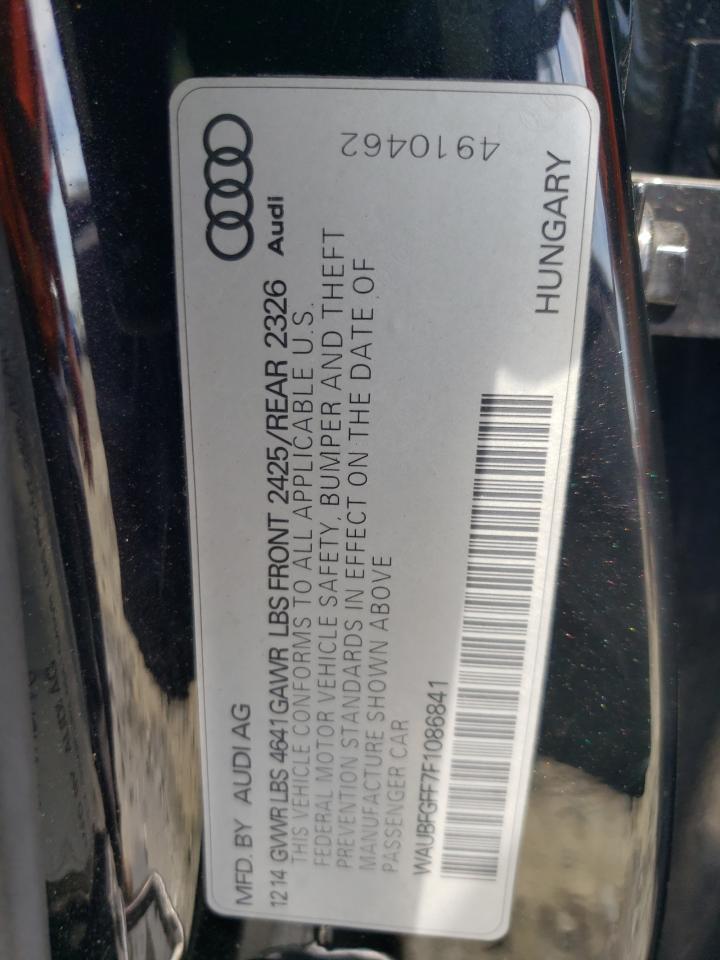 MFD. BY AUDI AG
Audi
12 14 GVWR LBS 4641 GAWR LBS FRONT 2425/REAR 2326
THIS VEHICLE CONFORMS TO ALL APPLICABLE U.S.
FEDERAL MOTOR VEHICLE SAFETY, BUMPER AND THEFT
PREVENTION STANDARDS IN EFFECT ON THE DATE OF
MANUFACTURE SHOWN ABOVE
PASSENGER CAR
WAUBFGFF7F1086841
HUNGARY
4910462